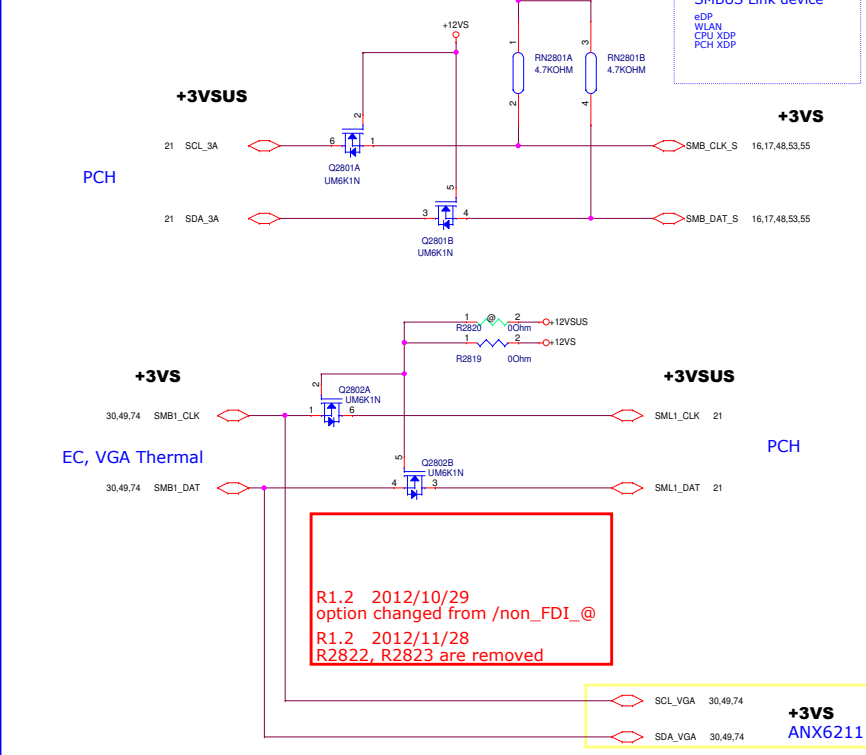 SMBUS Link device
eDP
WLAN
CPU XDP
PCH XDP
+12VS
1
3
RN2801A
4.7KOHM
RN2801B
4.7KOHM
2
4
+3VSUS
+3VS
2
21 SCL_3A
6
1
SMB_CLK_S 16,17,48,53,55
Q2801A
UM6K1N
PCH
5
21 SDA_3A
3
4
SMB_DAT_S 16,17,48,53,55
Q2801B
UM6K1N
1
@
2
+12VSUS
R2820
0Ohm
1
2
+12VS
R2819
0Ohm
+3VS
+3VSUS
2
Q2802A
UM6K1N
30,49,74 SMB1_CLK
1
6
SML1_CLK 21
EC, VGA Thermal
PCH
5
Q2802B
UM6K1N
30,49,74 SMB1_DAT
4
3
SML1_DAT 21
R1.2 2012/10/29
option changed from /non_FDI_@
R1.2 2012/11/28
R2822, R2823 are removed
SCL_VGA 30,49,74
+3VS
ANX6211
SDA_VGA 30,49,74